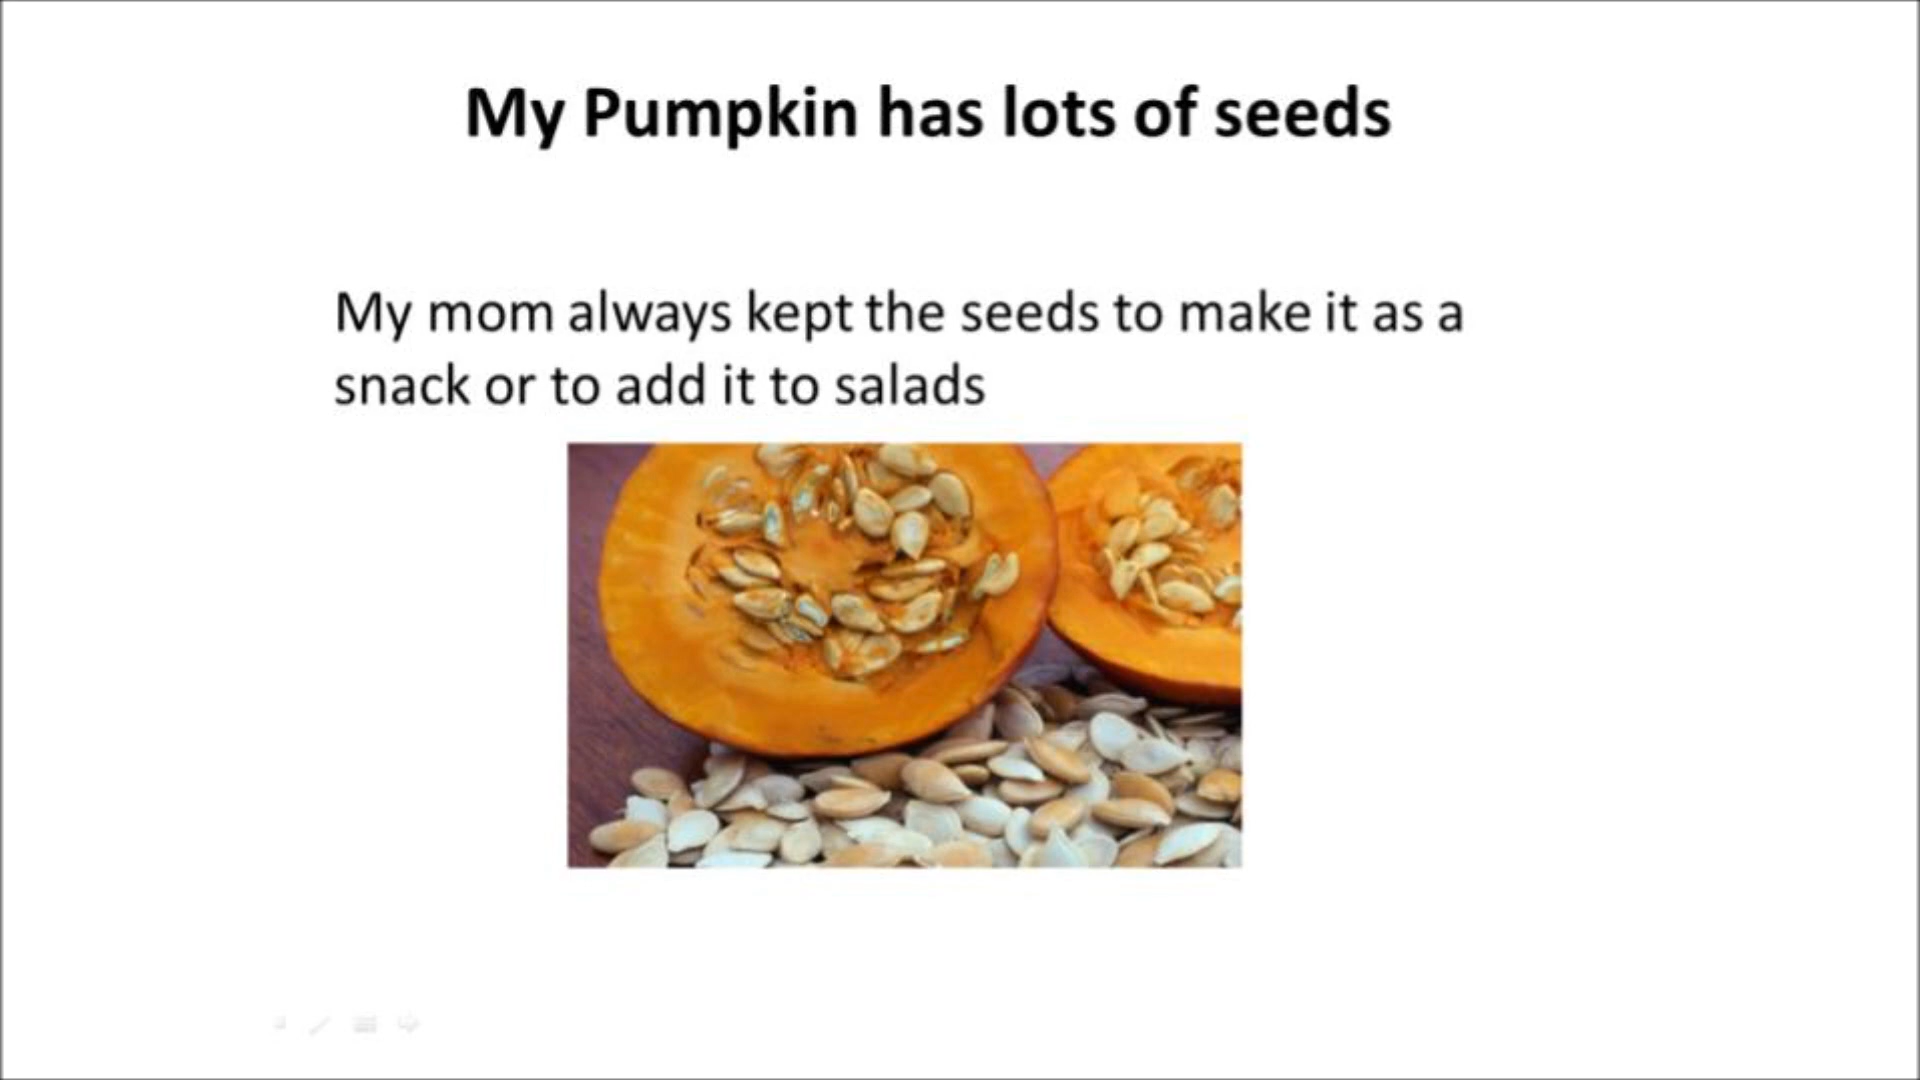 My Pumpkin has lots of seeds
My mom always kept the seeds to make it as a
snack or to add it to salads